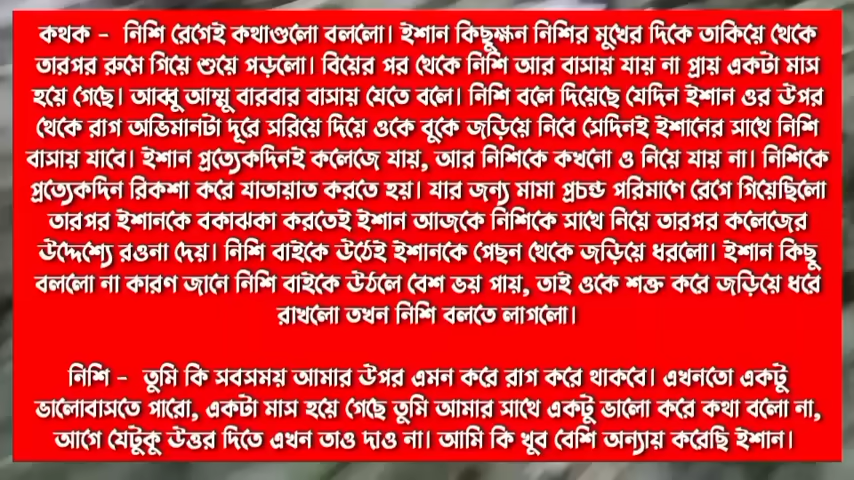 কথক - নিশি রেগেই কথাগুলো বললো। ইশান কিছুক্ষন নিশির মুখের দিকে তাকিয়ে থেকে
তারপর রুমে গিয়ে শুয়ে পড়লো। বিয়ের পর থেকে নিশি আর বাসায় যায় না প্রায় একটা মাস
হয়ে গেছে। আব্বু আম্মু বারবার বাসায় যেতে বলে। নিশি বলে দিয়েছে যেদিন ইশান ওর উপর
থেকে রাগ অভিমানটা দূরে সরিয়ে দিয়ে ওকে বুকে জড়িয়ে নিবে সেদিনই ইশানের সাথে নিশি
বাসায় যাবে। ইশান প্রত্যেকদিনই কলেজে যায়, আর নিশিকে কখনো ও নিয়ে যায় না। নিশিকে
প্রত্যেকদিন রিকশা করে যাতায়াত করতে হয়। যার জন্য মামা প্রচন্ড পরিমাণে রেগে গিয়েছিলো
তারপর ইশানকে বকাঝকা করতেই ইশান আজকে নিশিকে সাথে নিয়ে তারপর কলেজের
উদ্দেশ্যে রওনা দেয়। নিশি বাইকে উঠেই ইশানকে পেছন থেকে জড়িয়ে ধরলো। ইশান কিছু
বললো না কারণ জানে নিশি বাইকে উঠলে বেশ ভয় পায়, তাই ওকে শক্ত করে জড়িয়ে ধরে
রাখলো তখন নিশি বলতে লাগলো।
নিশি - তুমি কি সবসময় আমার উপর এমন করে রাগ করে থাকবে। এখনতো একটু
ভালোবাসতে পারো, একটা মাস হয়ে গেছে তুমি আমার সাথে একটু ভালো করে কথা বলো না,
আগে যেটুকু উত্তর দিতে এখন তাও দাও না। আমি কি খুব বেশি অন্যায় করেছি ইশান।